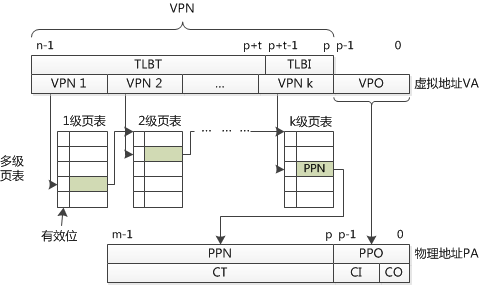 VPN
n-1 p+t p+t-1 p p-1 0
TLBT TLBI
VPN 1 VPN 2 ... VPN k VPO 虚拟地址VA
1级页表 2级页表 ... ... ... k级页表
多级
页表
PPN
有效位
m-1 p p-1 0
PPN PPO 物理地址PA
CT CI CO